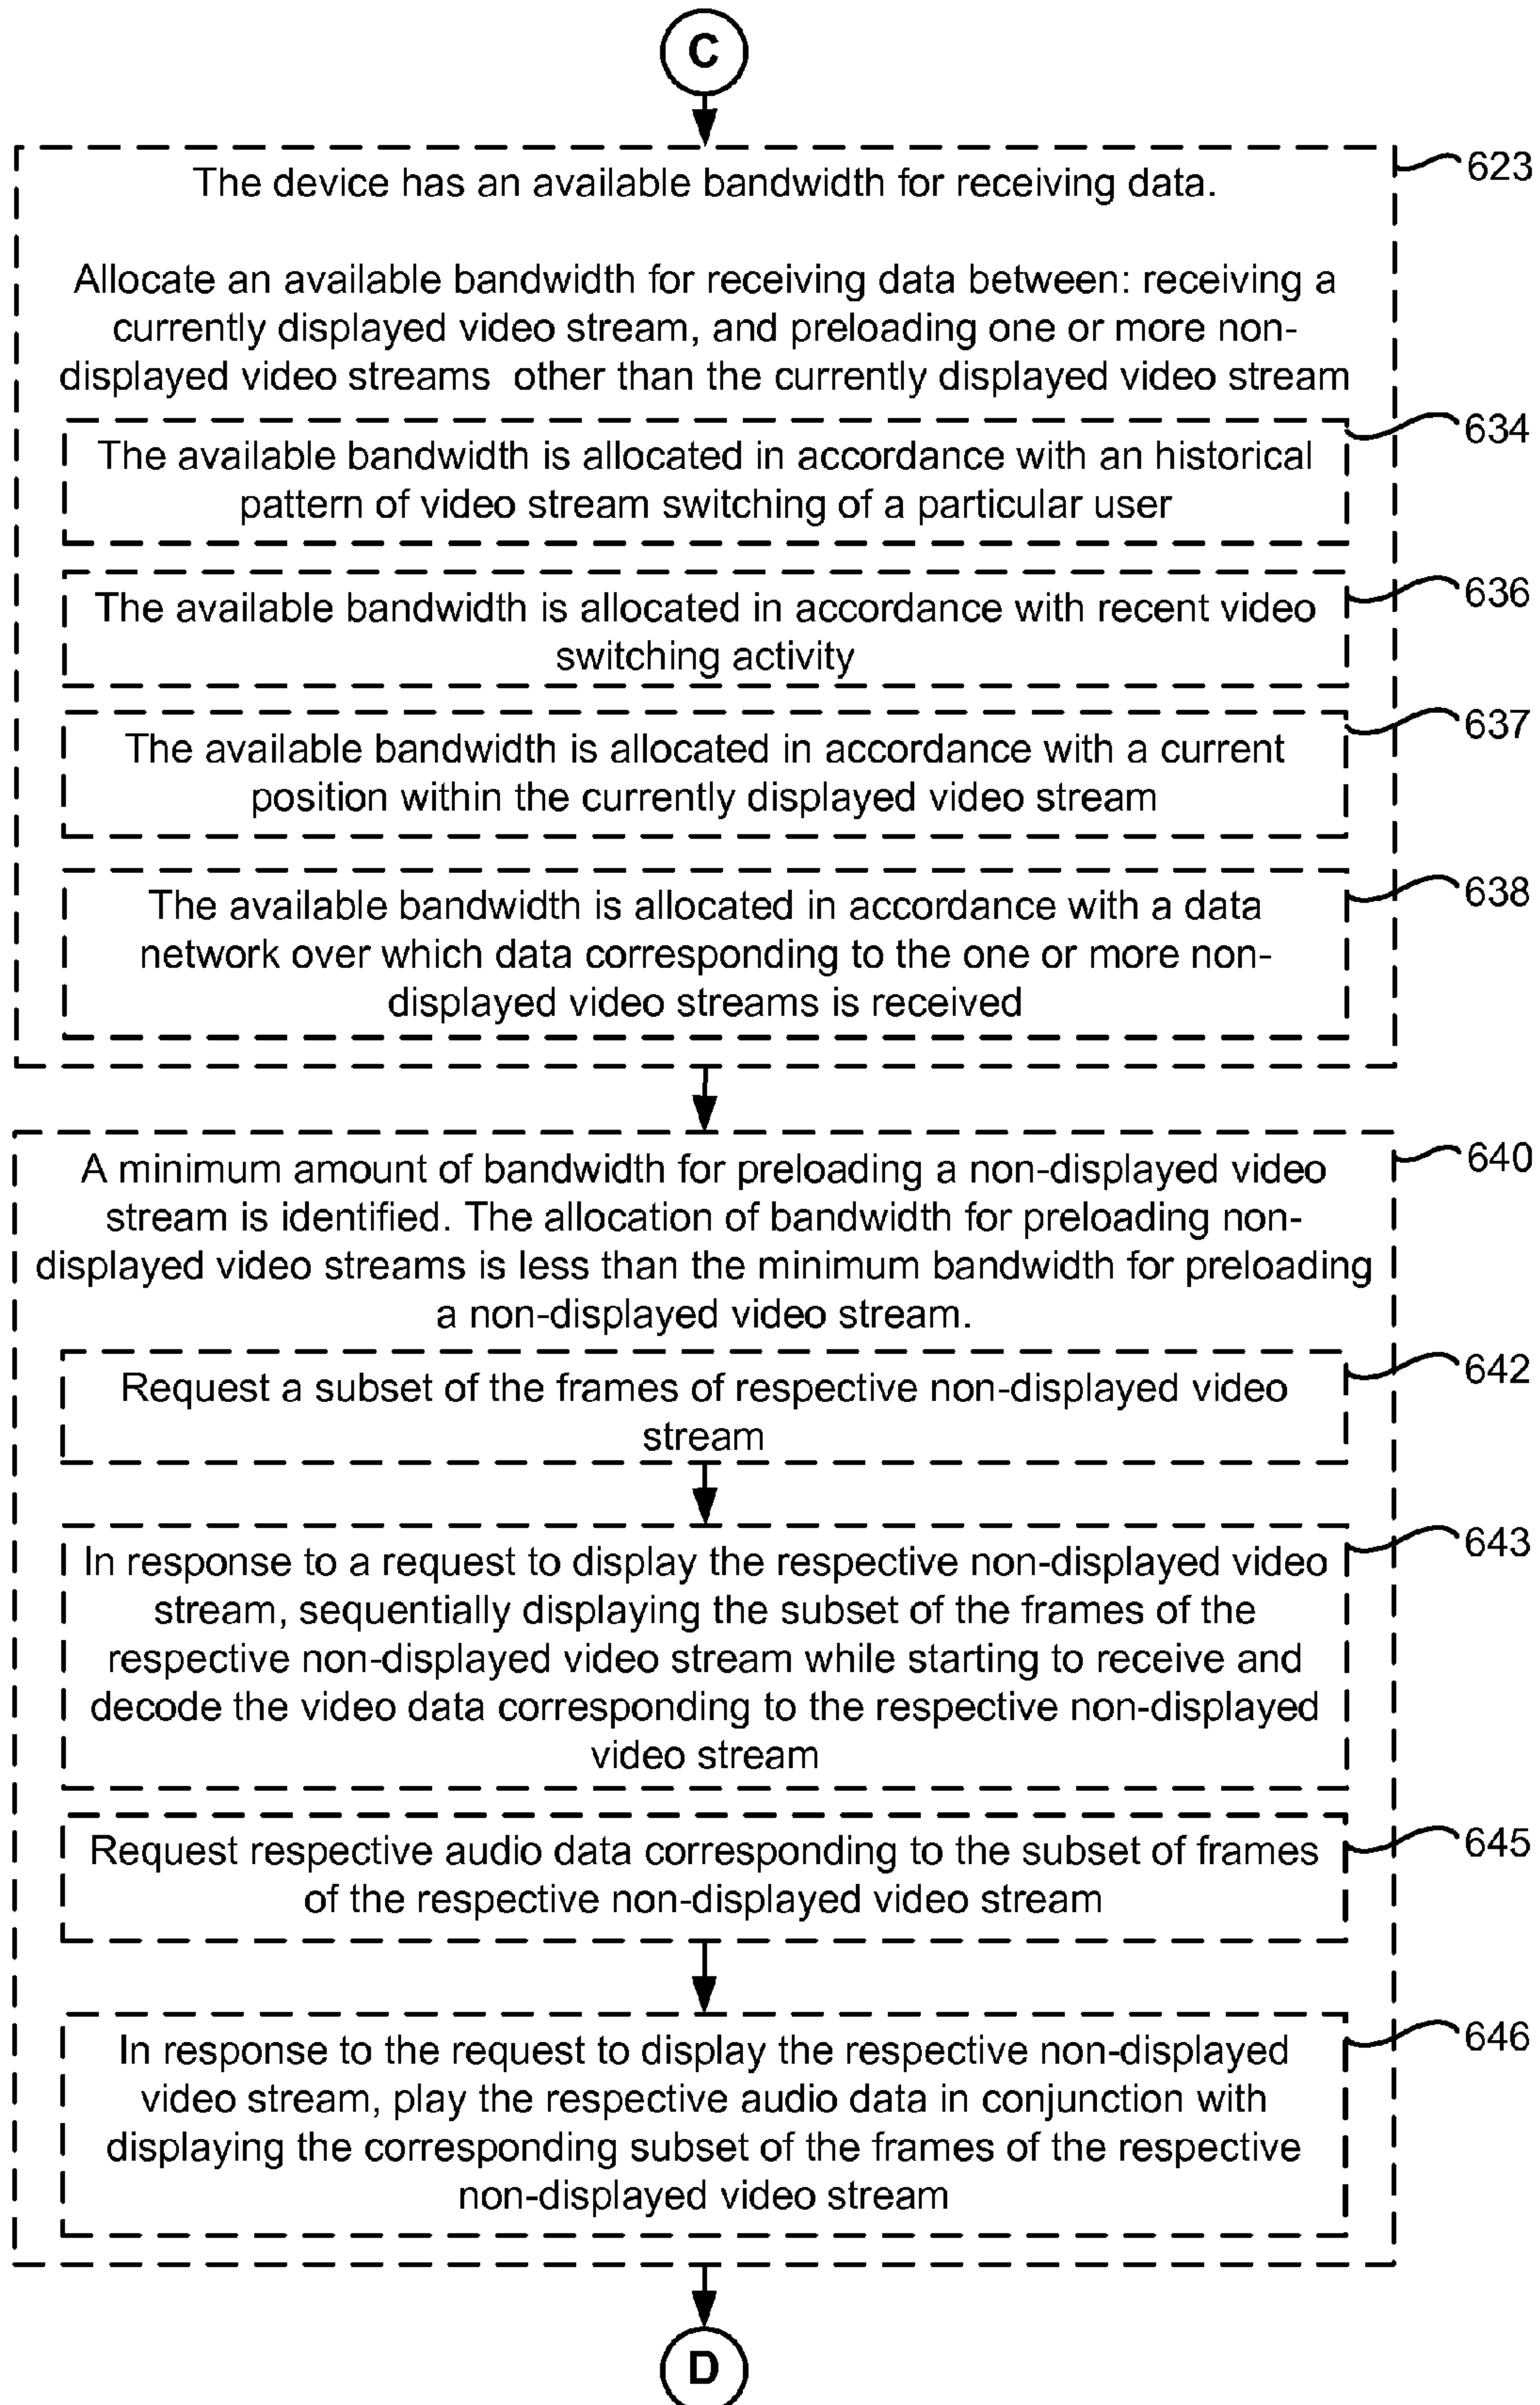 C
623
The device has an available bandwidth for receiving data.
Allocate an available bandwidth for receiving data between: receiving a
currently displayed video stream, and preloading one or more non-
displayed video streams other than the currently displayed video stream
634
The available bandwidth is allocated in accordance with an historical
pattern of video stream switching of a particular user
636
The available bandwidth is allocated in accordance with recent video
switching activity
637
The available bandwidth is allocated in accordance with a current
position within the currently displayed video stream
638
The available bandwidth is allocated in accordance with a data
network over which data corresponding to the one or more non-
displayed video streams is received
640
A minimum amount of bandwidth for preloading a non-displayed video
stream is identified. The allocation of bandwidth for preloading non-
displayed video streams is less than the minimum bandwidth for preloading
a non-displayed video stream.
642
Request a subset of the frames of respective non-displayed video
stream
643
In response to a request to display the respective non-displayed video
stream, sequentially displaying the subset of the frames of the
respective non-displayed video stream while starting to receive and
decode the video data corresponding to the respective non-displayed
video stream
645
Request respective audio data corresponding to the subset of frames
of the respective non-displayed video stream
646
In response to the request to display the respective non-displayed
video stream, play the respective audio data in conjunction with
displaying the corresponding subset of the frames of the respective
non-displayed video stream
D